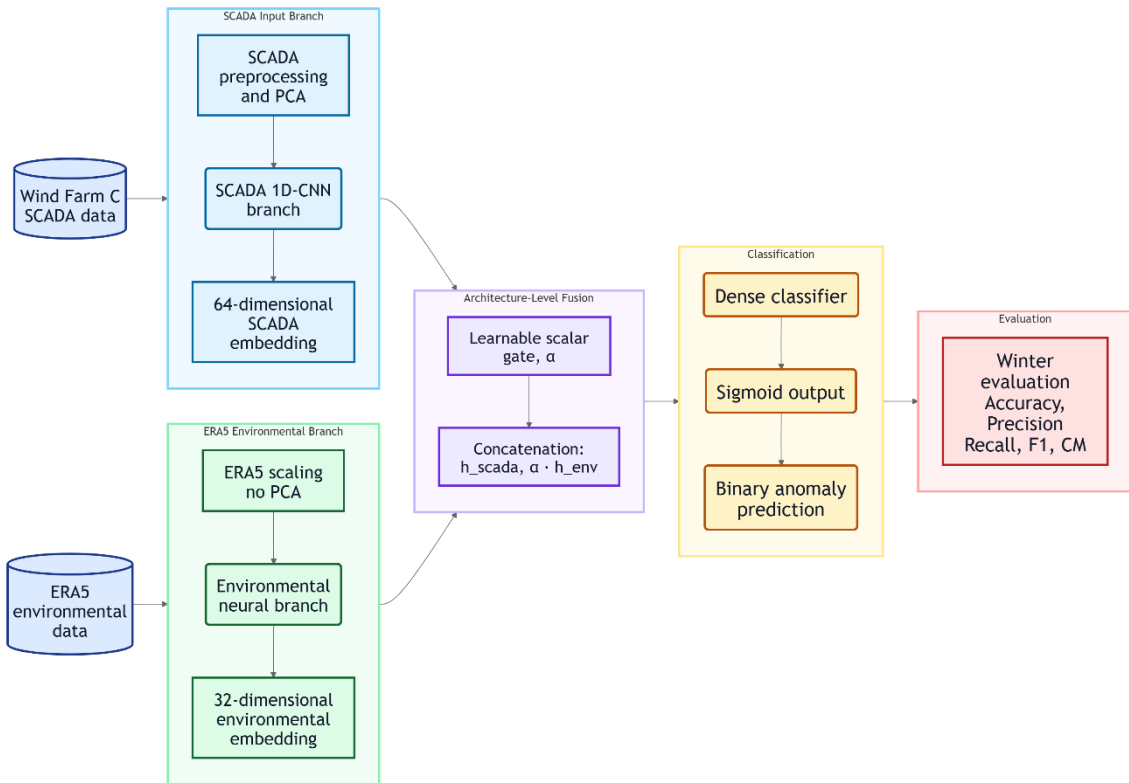 SCADA Input Branch
SCADA
preprocessing
and PCA
Wind Farm C
SCADA data
SCADA 1D-CNN
branch
64-dimensional
SCADA
embedding
ERA5 Environmental Branch
ERA5 scaling
no PCA
ERA5
environmental
data
Environmental
neural branch
32-dimensional
environmental
embedding
Architecture-Level Fusion
Learnable scalar
gate, α
Concatenation:
h_scada, α · h_env
Classification
Dense classifier
Sigmoid output
Binary anomaly
prediction
Evaluation
Winter
evaluation
Accuracy,
Precision
Recall, F1, CM